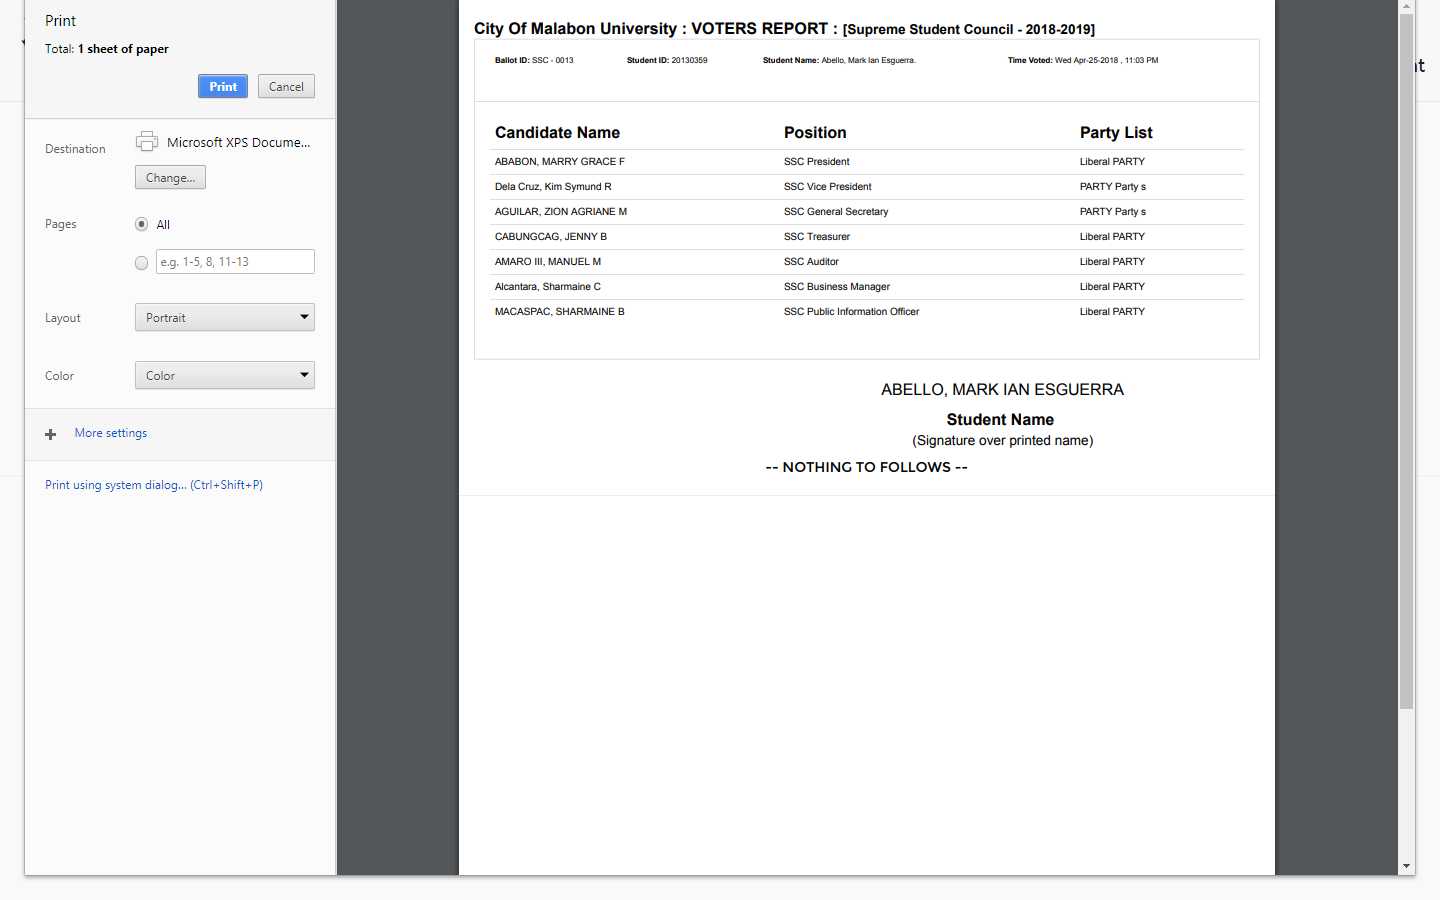 Print
Total: 1 sheet of paper
Print Cancel
Destination Microsoft XPS Docume...
Change...
Pages All
e.g. 1-5, 8, 11-13
Layout Portrait
Color Color
More settings
Print using system dialog... (Ctrl+Shift+P)
City Of Malabon University : VOTERS REPORT : [Supreme Student Council - 2018-2019]
Ballot ID: SSC - 0013 Student ID: 20130359 Student Name: Abello, Mark Ian Esguerra. Time Voted: Wed Apr-25-2018 , 11:03 PM
Candidate Name Position Party List
ABABON, MARRY GRACE F SSC President Liberal PARTY
Dela Cruz, Kim Symund R SSC Vice President PARTY Party s
AGUILAR, ZION AGRIANE M SSC General Secretary PARTY Party s
CABUNGCAG, JENNY B SSC Treasurer Liberal PARTY
AMARO III, MANUEL M SSC Auditor Liberal PARTY
Alcantara, Sharmaine C SSC Business Manager Liberal PARTY
MACASPAC, SHARMAINE B SSC Public Information Officer Liberal PARTY
ABELLO, MARK IAN ESGUERRA
Student Name
(Signature over printed name)
-- NOTHING TO FOLLOWS --